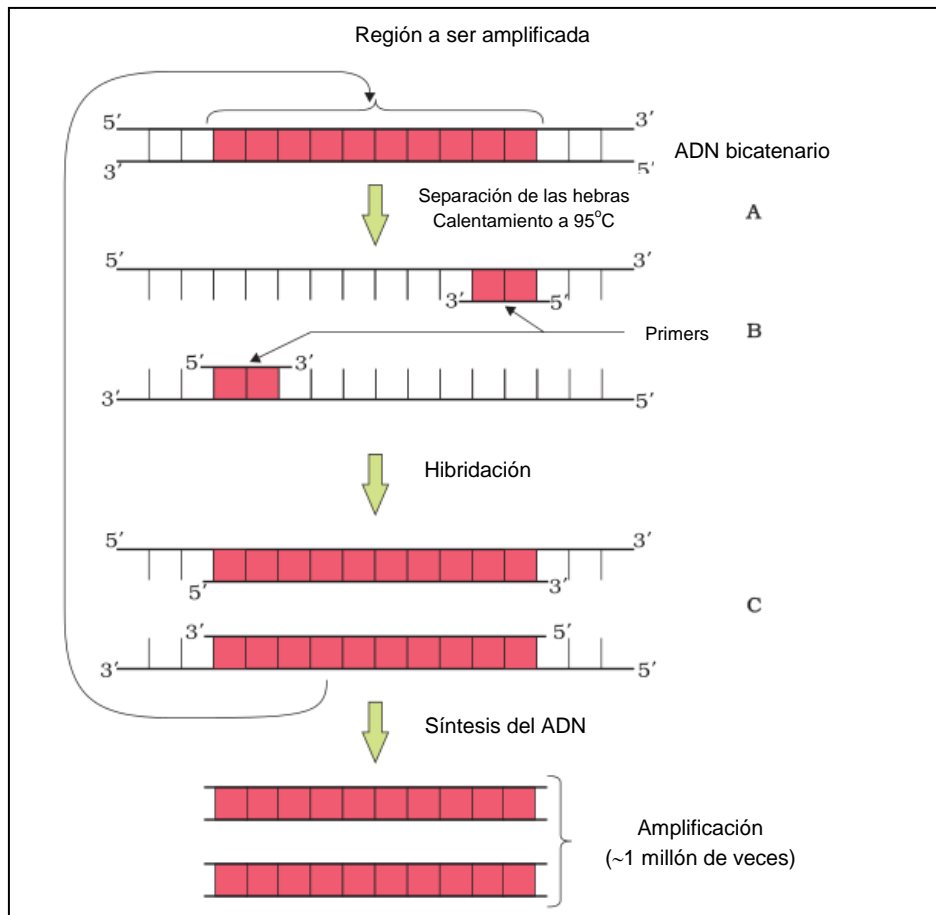 Región a ser amplificada
5′ 3′
ADN bicatenario
3′ 5′
Separación de las hebras
Calentamiento a 95°C
A
5′ 3′
3′ 5′
Primers
B
5′ 3′
3′ 5′
Hibridación
5′ 3′
5′ 3′
C
3′ 5′
3′ 5′
Síntesis del ADN
Amplificación
(~1 millón de veces)